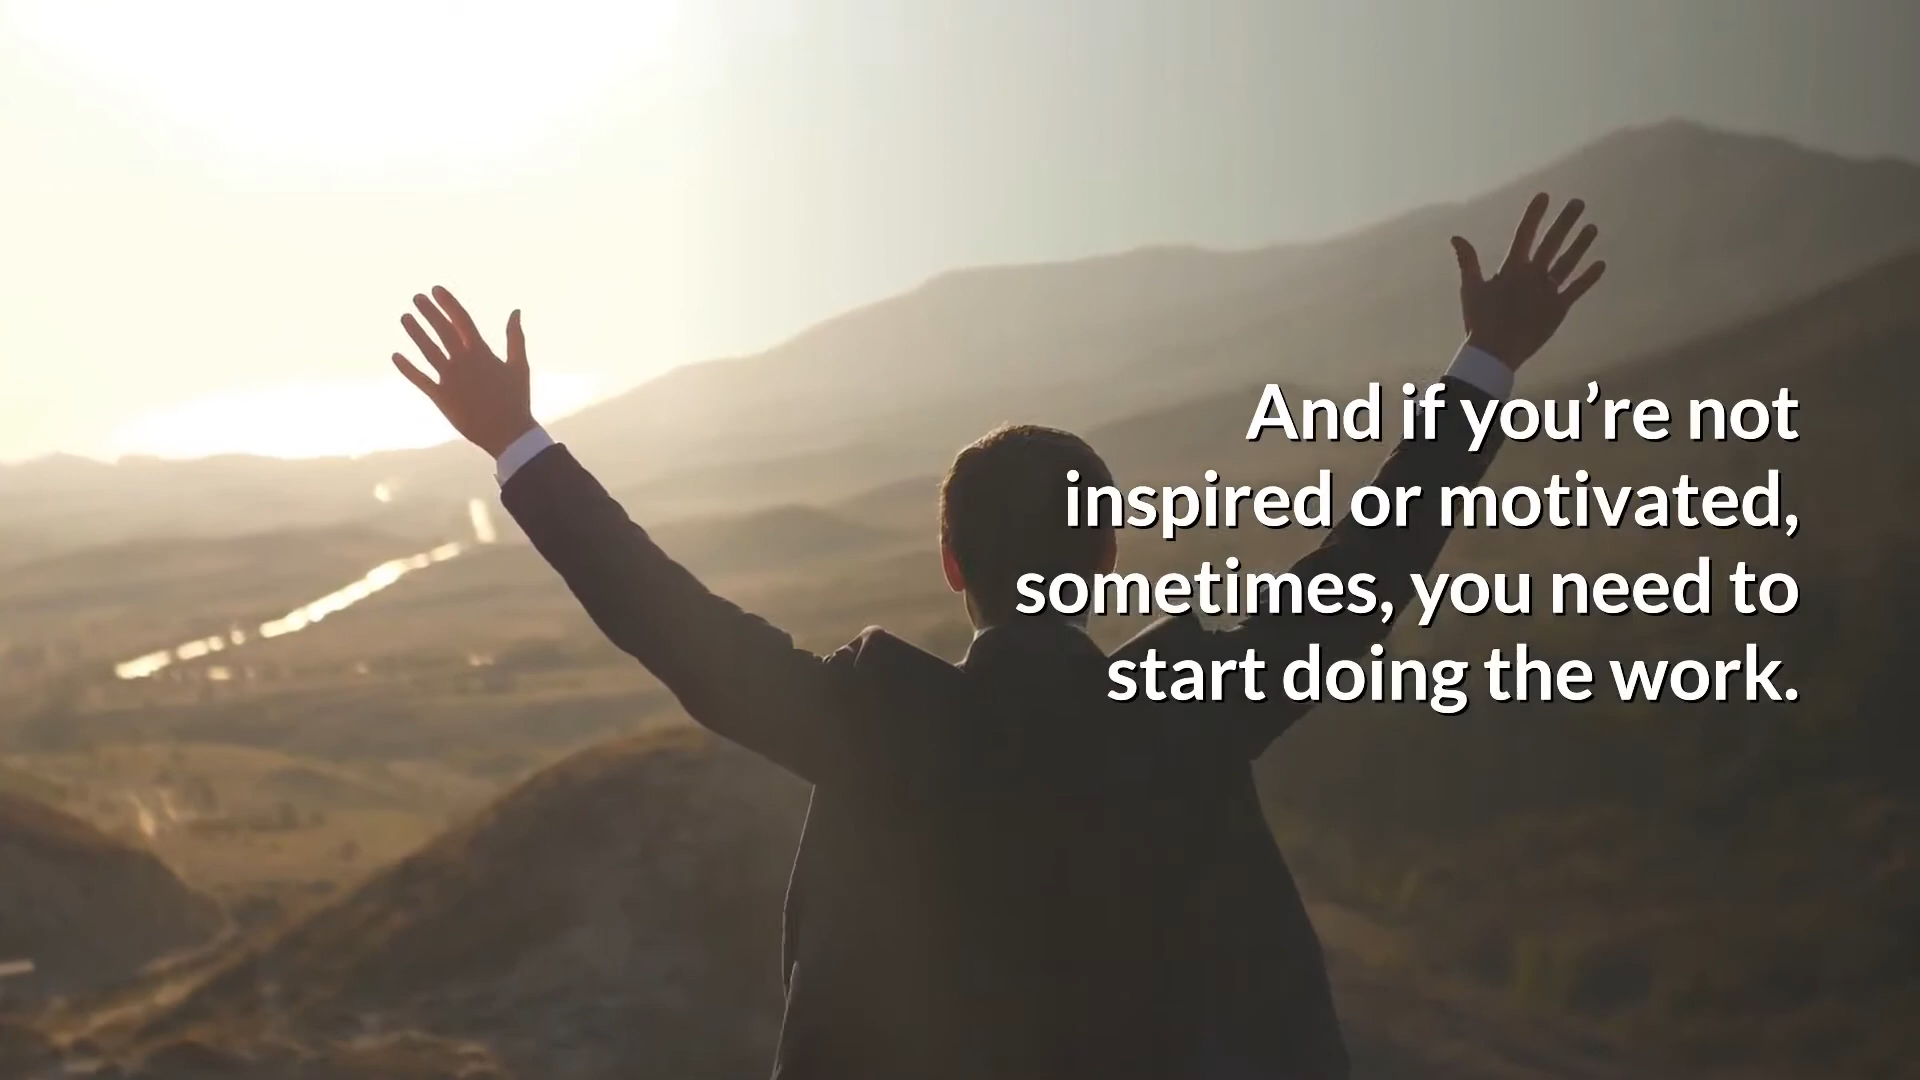 And if you’re not
inspired or motivated,
sometimes, you need to
start doing the work.